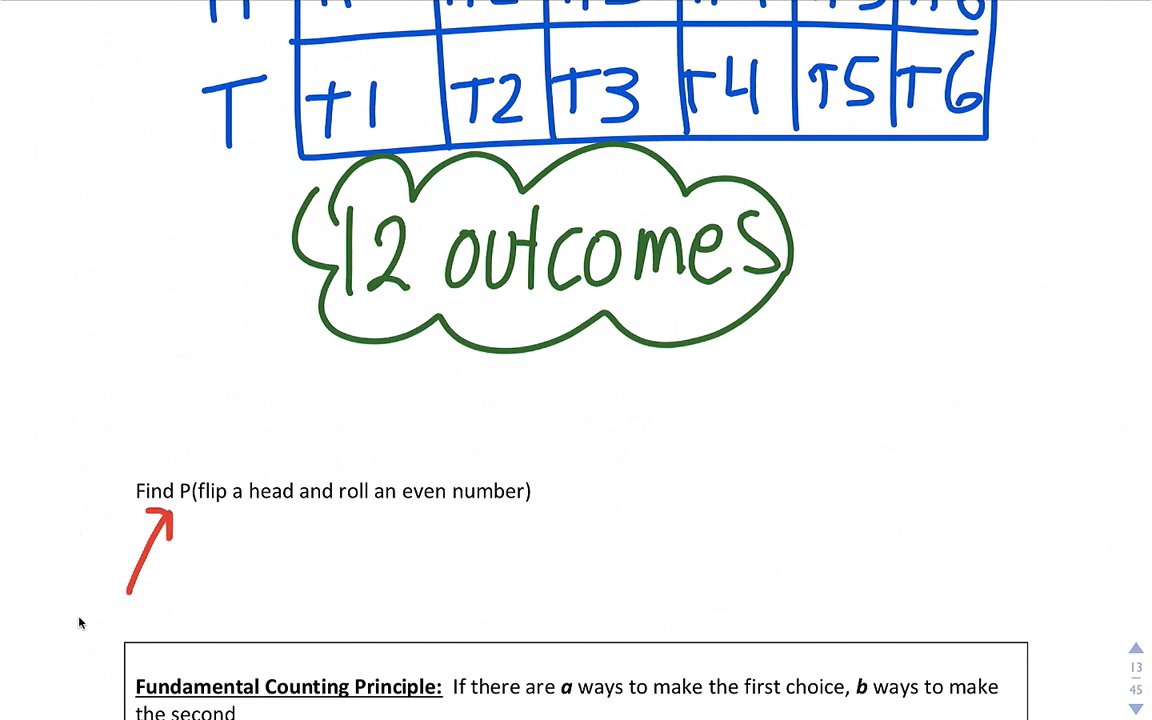 T T1 T2 T3 T4 T5 T6
12 outcomes
Find P(flip a head and roll an even number)
Fundamental Counting Principle: If there are a ways to make the first choice, b ways to make
the second
13
45